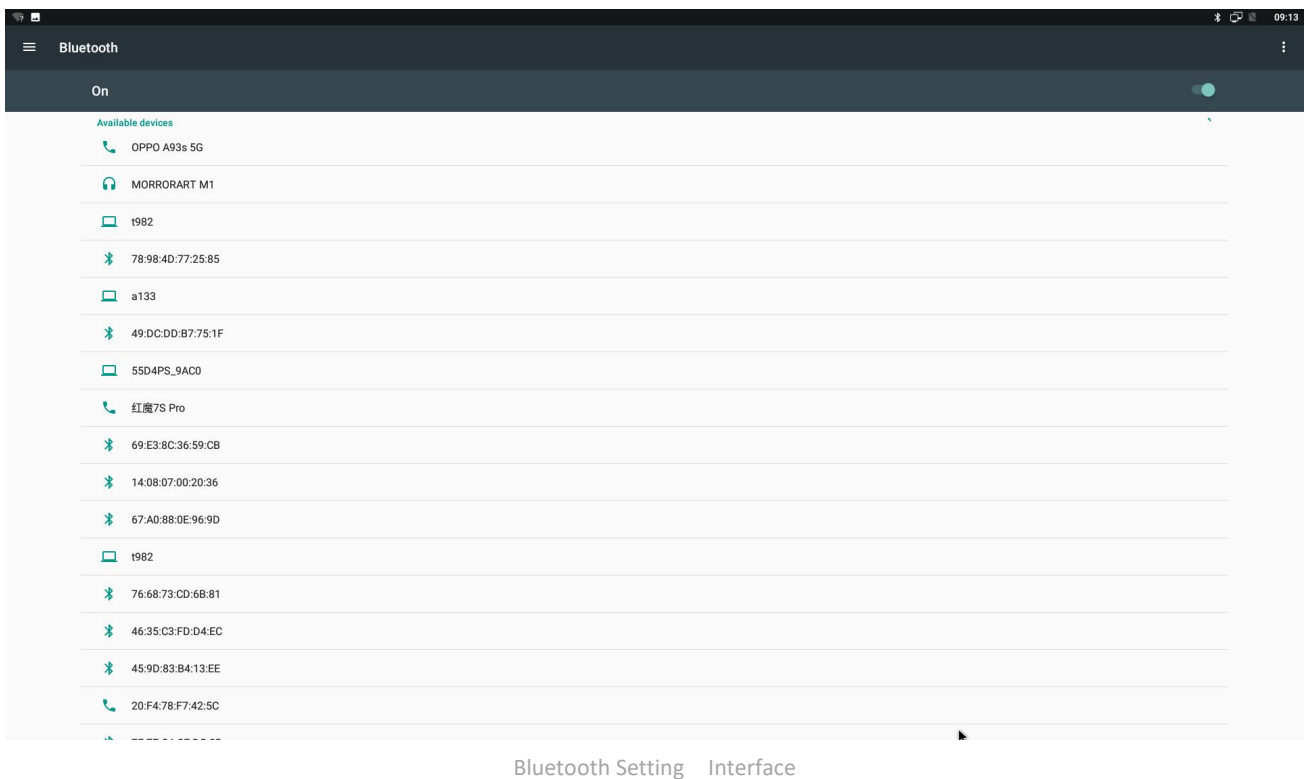 09:13
Bluetooth
On
Available devices
OPPO A93s 5G
MORRORART M1
t982
78:98:4D:77:25:85
a133
49:DC:DD:B7:75:1F
55D4PS_9AC0
红魔7S Pro
69:E3:8C:36:59:CB
14:08:07:00:20:36
67:A0:88:0E:96:9D
t982
76:68:73:CD:6B:81
46:35:C3:FD:D4:EC
45:9D:83:B4:13:EE
20:F4:78:F7:42:5C
Bluetooth Setting Interface